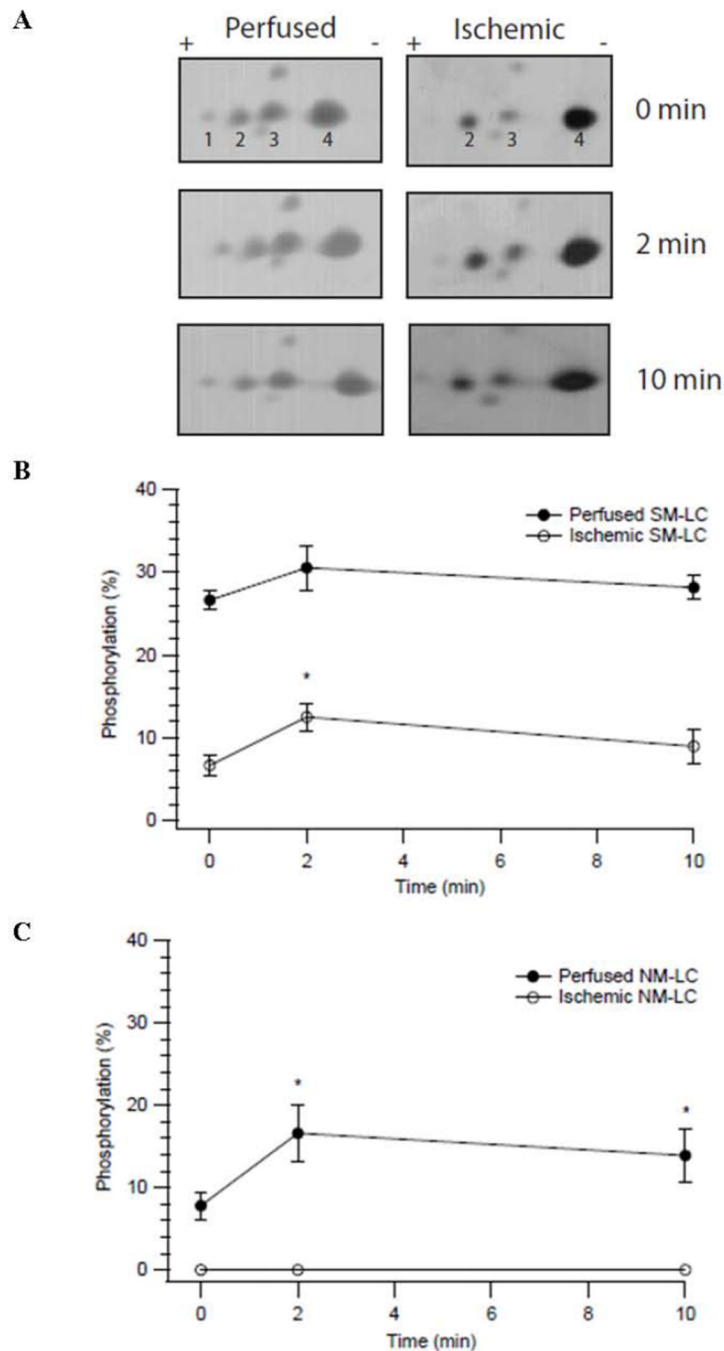 A
Perfused
Ischemic
+ -
+ -
1 2 3 4
2 3 4
0 min
2 min
10 min
B
40
30
20
10
0
Phosphorylation (%)
Perfused SM-LC
Ischemic SM-LC
*
0 2 4 6 8 10
Time (min)
C
40
30
20
10
0
Phosphorylation (%)
Perfused NM-LC
Ischemic NM-LC
* *
0 2 4 6 8 10
Time (min)